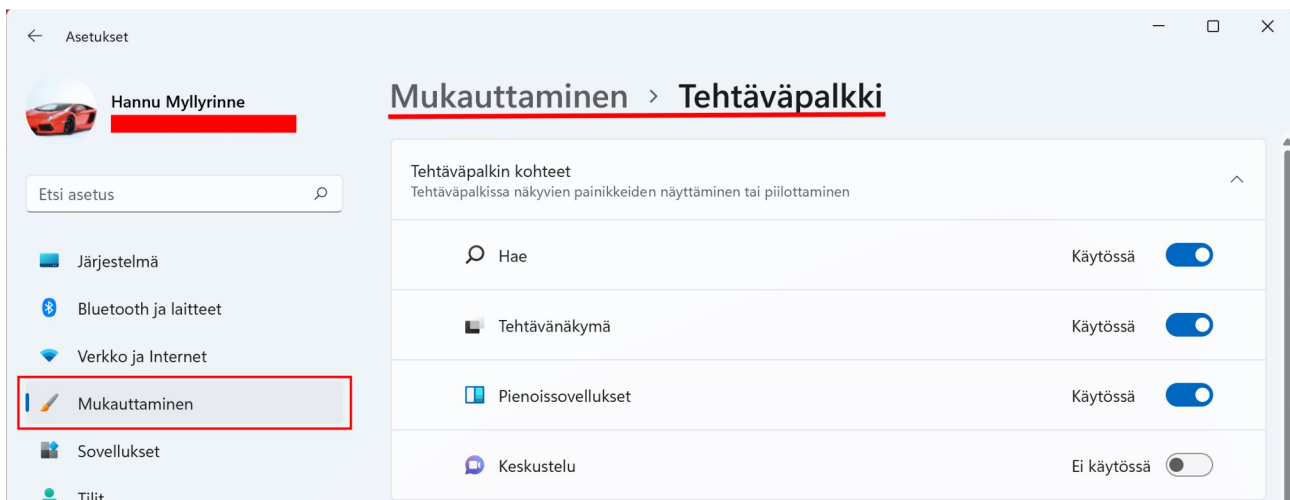 Asetukset
Hannu Myllyrinne
Etsi asetus
Järjestelmä
Bluetooth ja laitteet
Verkko ja Internet
Mukauttaminen
Sovellukset
Tilit
Mukauttaminen > Tehtäväpalkki
Tehtäväpalkin kohteet
Tehtäväpalkissa näkyvien painikkeiden näyttäminen tai piilottaminen
Hae Käytössä
Tehtävänäkymä Käytössä
Pienoissovellukset Käytössä
Keskustelu Ei käytössä